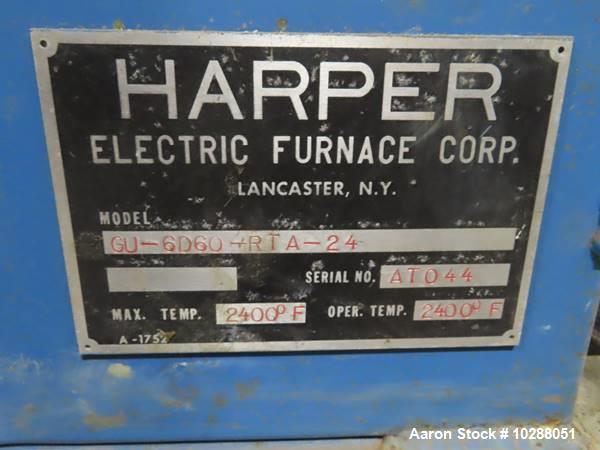 HARPER
ELECTRIC FURNACE CORP.
LANCASTER, N.Y.
MODEL
GU-6D60-RTA-24
SERIAL NO. AT044
MAX. TEMP. 2400° F OPER. TEMP. 2400° F
A-1752
Aaron Stock # 10288051